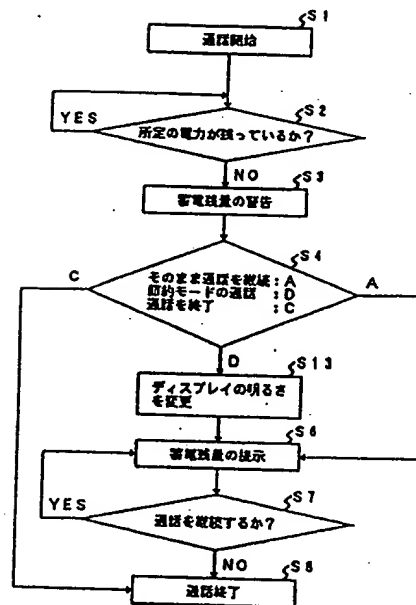 S1
通話開始
S2
YES
所定の電力が残っているか?
NO
S3
蓄電残量の警告
S4
C
そのまま通話を継続:A
A
節約モードの通話:D
通話を終了:C
D
S13
ディスプレイの明るさ
を変更
S6
蓄電残量の提示
S7
YES
通話を継続するか?
NO
S8
通話終了